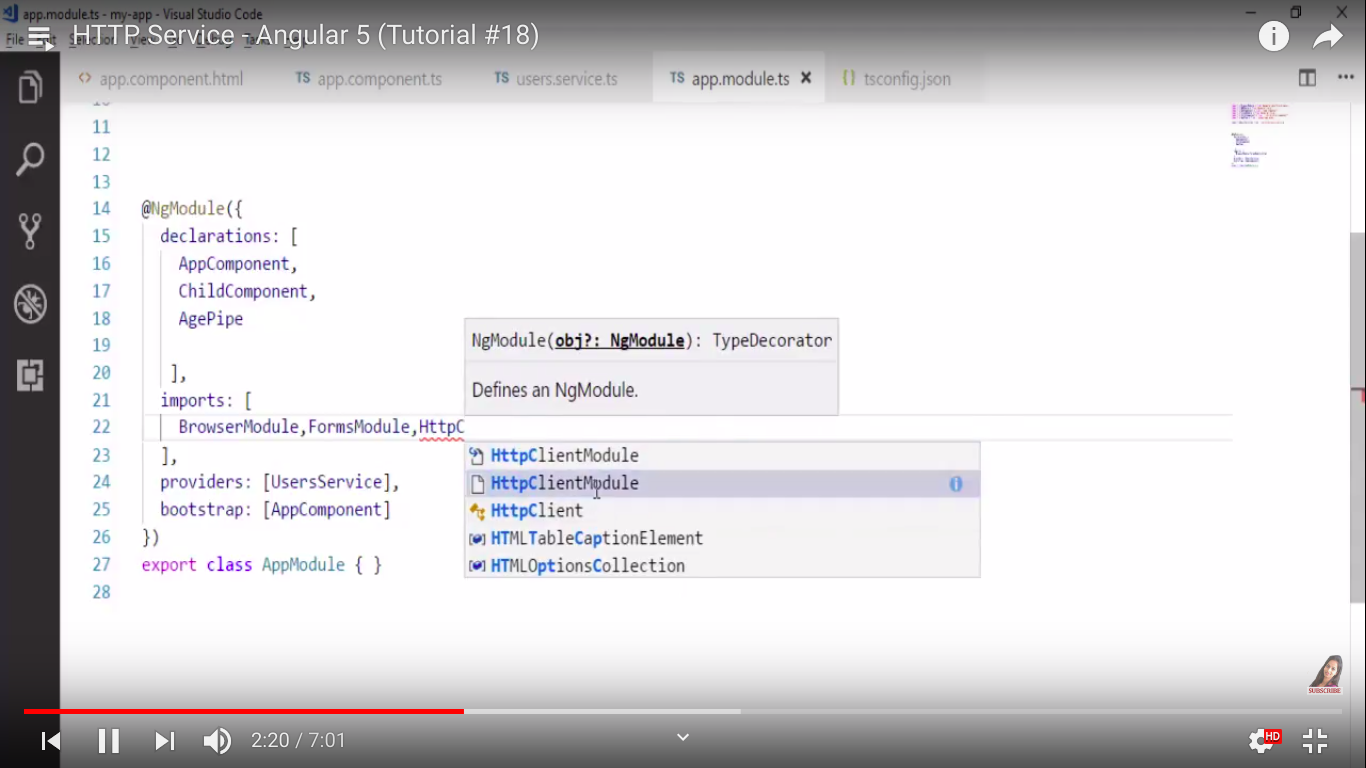 app.module.ts - my-app - Visual Studio Code
HTTP Service - Angular 5 (Tutorial #18)
File Selection
app.component.html TS app.component.ts TS users.service.ts TS app.module.ts × {} tsconfig.json
10
11
12
13
14 @NgModule({
15 declarations: [
16 AppComponent,
17 ChildComponent,
18 AgePipe
19
20 ],
21 imports: [
22 BrowserModule,FormsModule,HttpC
23 ],
24 providers: [UsersService],
25 bootstrap: [AppComponent]
26 })
27 export class AppModule { }
28
NgModule(obj?: NgModule): TypeDecorator
Defines an NgModule.
HttpClientModule
HttpClientModule
HttpClient
HTMLTableCaptionElement
HTMLOptionsCollection
SUBSCRIBE
2:20 / 7:01
HD